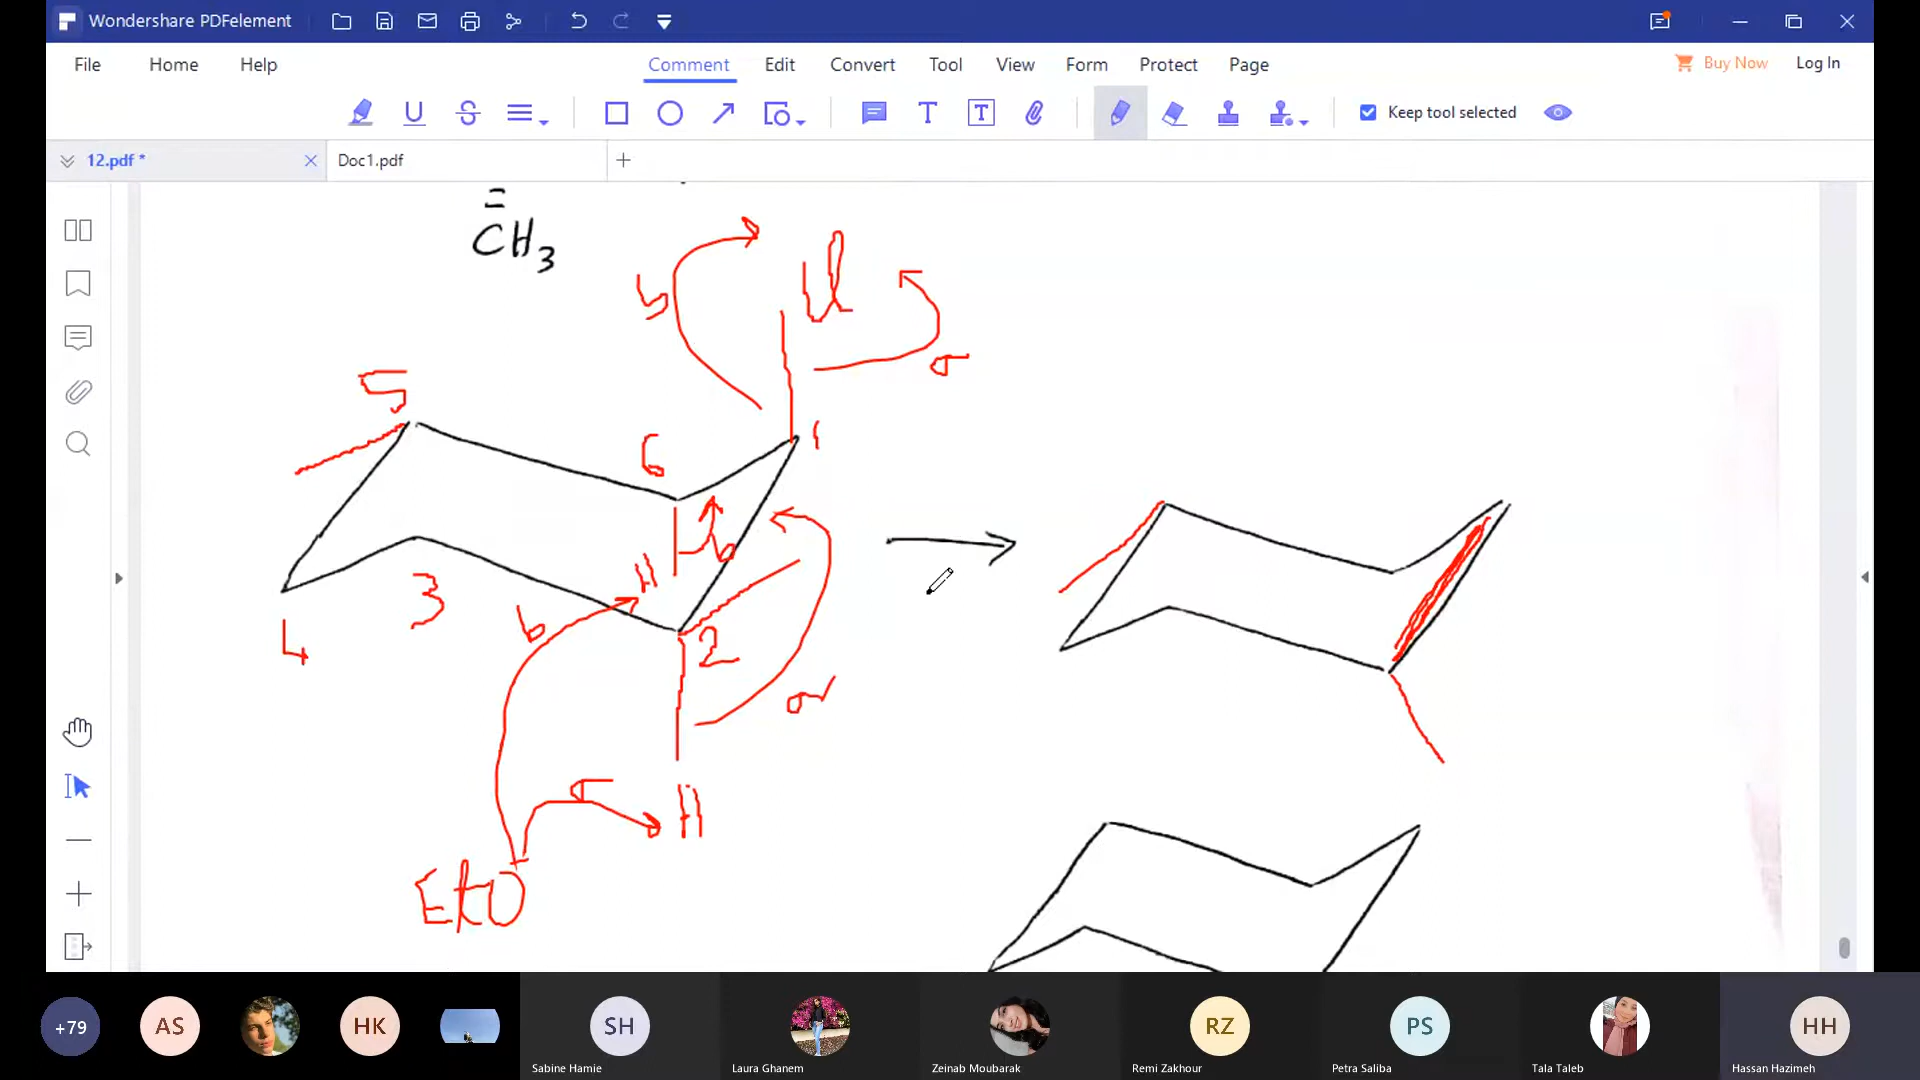 Wondershare PDFelement
File Home Help Comment Edit Convert Tool View Form Protect Page Buy Now Log In
Keep tool selected
12.pdf * Doc1.pdf
CH3
b
Cl
σ
5
6
1
b
H
3
b
4
2
σ
σ
H
EtO
+79 AS HK SH RZ PS HH
Sabine Hamie Laura Ghanem Zeinab Moubarak Remi Zakhour Petra Saliba Tala Taleb Hassan Hazimeh